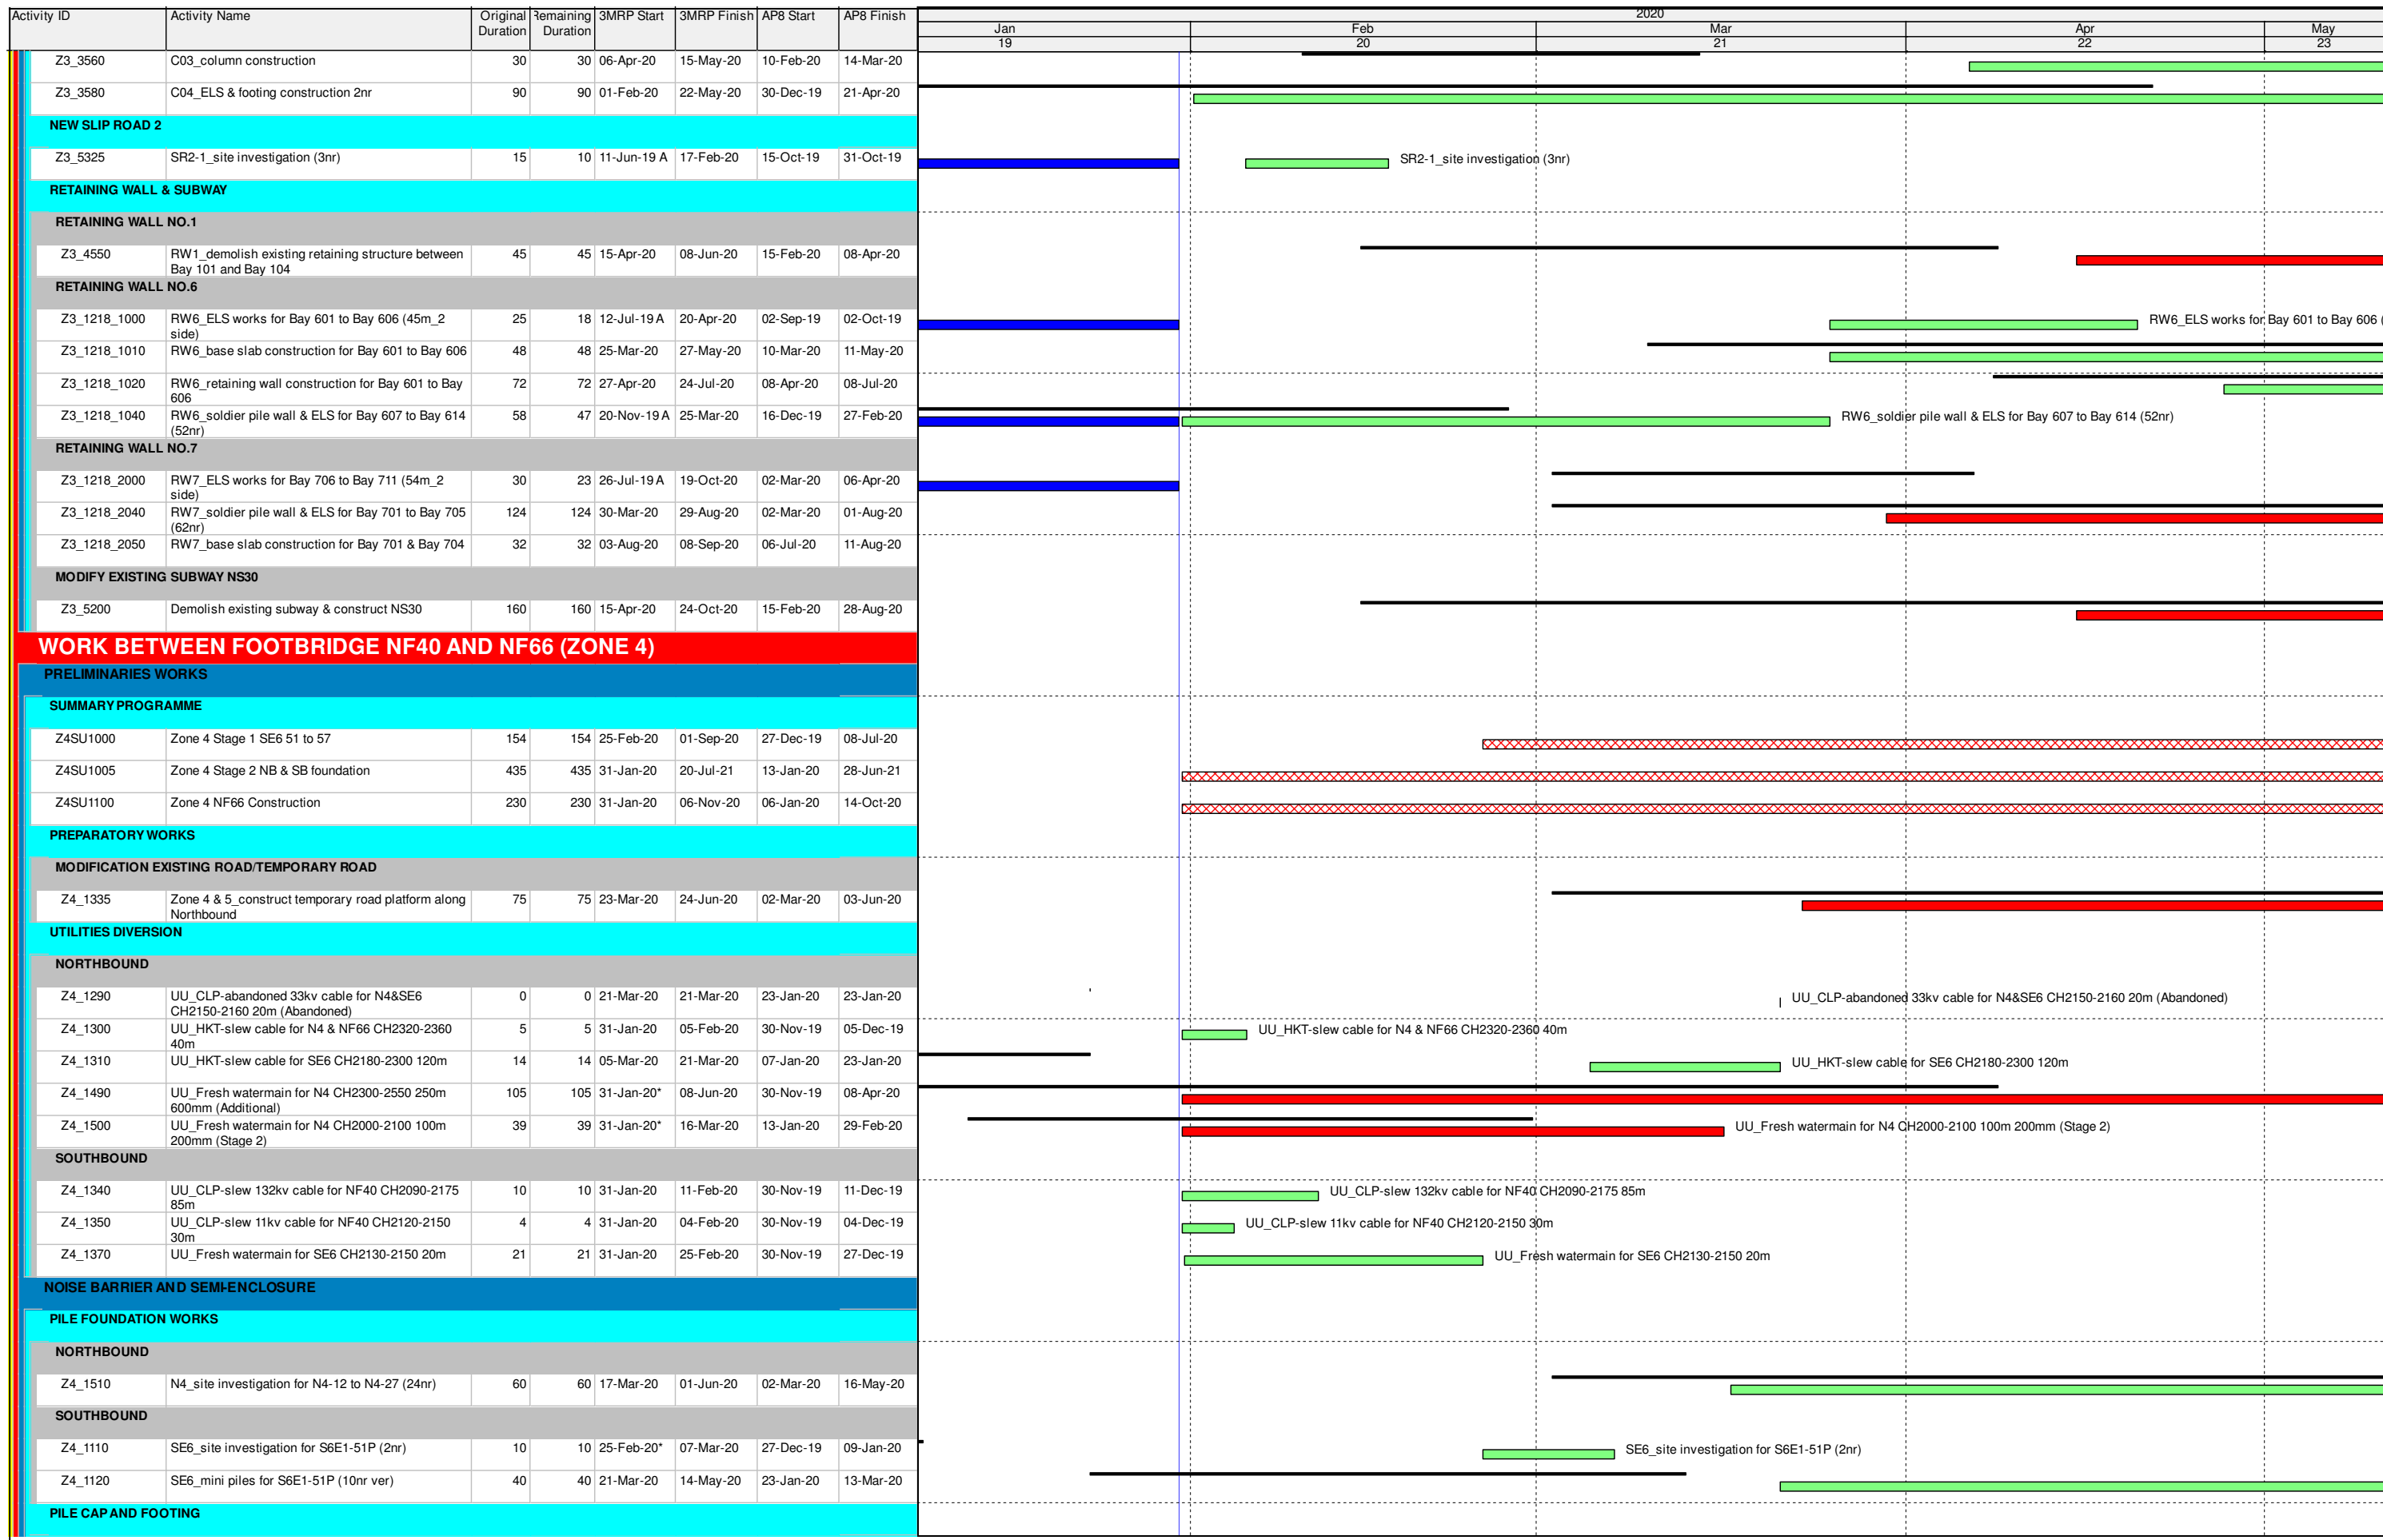 Activity ID Activity Name Original Duration Remaining Duration 3MRP Start 3MRP Finish AP8 Start AP8 Finish
2020
Jan Feb Mar Apr May
19 20 21 22 23
Z3_3560 C03_column construction 30 30 06-Apr-20 15-May-20 10-Feb-20 14-Mar-20
Z3_3580 C04_ELS & footing construction 2nr 90 90 01-Feb-20 22-May-20 30-Dec-19 21-Apr-20
NEW SLIP ROAD 2
Z3_5325 SR2-1_site investigation (3nr) 15 10 11-Jun-19 A 17-Feb-20 15-Oct-19 31-Oct-19 SR2-1_site investigation (3nr)
RETAINING WALL & SUBWAY
RETAINING WALL NO.1
Z3_4550 RW1_demolish existing retaining structure between 45 45 15-Apr-20 08-Jun-20 15-Feb-20 08-Apr-20
Bay 101 and Bay 104
RETAINING WALL NO.6
Z3_1218_1000 RW6_ELS works for Bay 601 to Bay 606 (45m_2 25 18 12-Jul-19 A 20-Apr-20 02-Sep-19 02-Oct-19 RW6_ELS works for Bay 601 to Bay 606 (
side)
Z3_1218_1010 RW6_base slab construction for Bay 601 to Bay 606 48 48 25-Mar-20 27-May-20 10-Mar-20 11-May-20
Z3_1218_1020 RW6_retaining wall construction for Bay 601 to Bay 72 72 27-Apr-20 24-Jul-20 08-Apr-20 08-Jul-20
606
Z3_1218_1040 RW6_soldier pile wall & ELS for Bay 607 to Bay 614 58 47 20-Nov-19 A 25-Mar-20 16-Dec-19 27-Feb-20 RW6_soldier pile wall & ELS for Bay 607 to Bay 614 (52nr)
(52nr)
RETAINING WALL NO.7
Z3_1218_2000 RW7_ELS works for Bay 706 to Bay 711 (54m_2 30 23 26-Jul-19 A 19-Oct-20 02-Mar-20 06-Apr-20
side)
Z3_1218_2040 RW7_soldier pile wall & ELS for Bay 701 to Bay 705 124 124 30-Mar-20 29-Aug-20 02-Mar-20 01-Aug-20
(62nr)
Z3_1218_2050 RW7_base slab construction for Bay 701 & Bay 704 32 32 03-Aug-20 08-Sep-20 06-Jul-20 11-Aug-20
MODIFY EXISTING SUBWAY NS30
Z3_5200 Demolish existing subway & construct NS30 160 160 15-Apr-20 24-Oct-20 15-Feb-20 28-Aug-20
WORK BETWEEN FOOTBRIDGE NF40 AND NF66 (ZONE 4)
PRELIMINARIES WORKS
SUMMARY PROGRAMME
Z4SU1000 Zone 4 Stage 1 SE6 51 to 57 154 154 25-Feb-20 01-Sep-20 27-Dec-19 08-Jul-20
Z4SU1005 Zone 4 Stage 2 NB & SB foundation 435 435 31-Jan-20 20-Jul-21 13-Jan-20 28-Jun-21
Z4SU1100 Zone 4 NF66 Construction 230 230 31-Jan-20 06-Nov-20 06-Jan-20 14-Oct-20
PREPARATORY WORKS
MODIFICATION EXISTING ROAD/TEMPORARY ROAD
Z4_1335 Zone 4 & 5_construct temporary road platform along 75 75 23-Mar-20 24-Jun-20 02-Mar-20 03-Jun-20
Northbound
UTILITIES DIVERSION
NORTHBOUND
Z4_1290 UU_CLP-abandoned 33kv cable for N4&SE6 0 0 21-Mar-20 21-Mar-20 23-Jan-20 23-Jan-20 UU_CLP-abandoned 33kv cable for N4&SE6 CH2150-2160 20m (Abandoned)
CH2150-2160 20m (Abandoned)
Z4_1300 UU_HKT-slew cable for N4 & NF66 CH2320-2360 5 5 31-Jan-20 05-Feb-20 30-Nov-19 05-Dec-19 UU_HKT-slew cable for N4 & NF66 CH2320-2360 40m
40m
Z4_1310 UU_HKT-slew cable for SE6 CH2180-2300 120m 14 14 05-Mar-20 21-Mar-20 07-Jan-20 23-Jan-20 UU_HKT-slew cable for SE6 CH2180-2300 120m
Z4_1490 UU_Fresh watermain for N4 CH2300-2550 250m 105 105 31-Jan-20* 08-Jun-20 30-Nov-19 08-Apr-20
600mm (Additional)
Z4_1500 UU_Fresh watermain for N4 CH2000-2100 100m 39 39 31-Jan-20* 16-Mar-20 13-Jan-20 29-Feb-20 UU_Fresh watermain for N4 CH2000-2100 100m 200mm (Stage 2)
200mm (Stage 2)
SOUTHBOUND
Z4_1340 UU_CLP-slew 132kv cable for NF40 CH2090-2175 10 10 31-Jan-20 11-Feb-20 30-Nov-19 11-Dec-19 UU_CLP-slew 132kv cable for NF40 CH2090-2175 85m
85m
Z4_1350 UU_CLP-slew 11kv cable for NF40 CH2120-2150 4 4 31-Jan-20 04-Feb-20 30-Nov-19 04-Dec-19 UU_CLP-slew 11kv cable for NF40 CH2120-2150 30m
30m
Z4_1370 UU_Fresh watermain for SE6 CH2130-2150 20m 21 21 31-Jan-20 25-Feb-20 30-Nov-19 27-Dec-19 UU_Fresh watermain for SE6 CH2130-2150 20m
NOISE BARRIER AND SEMI-ENCLOSURE
PILE FOUNDATION WORKS
NORTHBOUND
Z4_1510 N4_site investigation for N4-12 to N4-27 (24nr) 60 60 17-Mar-20 01-Jun-20 02-Mar-20 16-May-20
SOUTHBOUND
Z4_1110 SE6_site investigation for S6E1-51P (2nr) 10 10 25-Feb-20* 07-Mar-20 27-Dec-19 09-Jan-20 SE6_site investigation for S6E1-51P (2nr)
Z4_1120 SE6_mini piles for S6E1-51P (10nr ver) 40 40 21-Mar-20 14-May-20 23-Jan-20 13-Mar-20
PILE CAP AND FOOTING